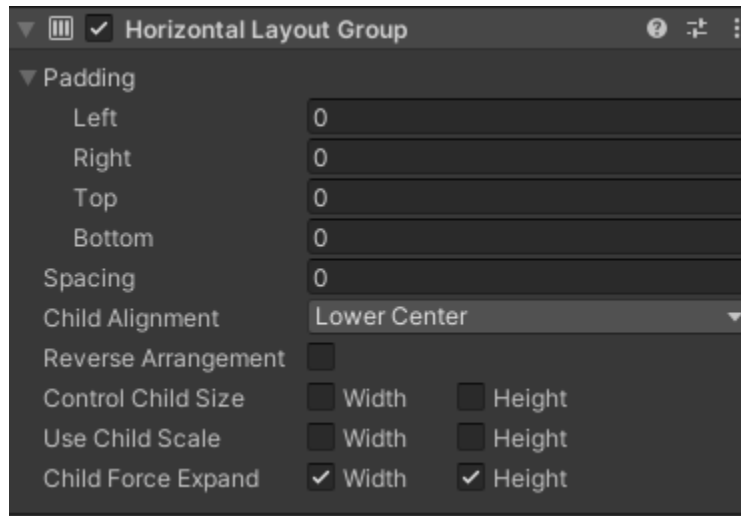 Horizontal Layout Group
Padding
Left 0
Right 0
Top 0
Bottom 0
Spacing 0
Child Alignment Lower Center
Reverse Arrangement
Control Child Size Width Height
Use Child Scale Width Height
Child Force Expand Width Height